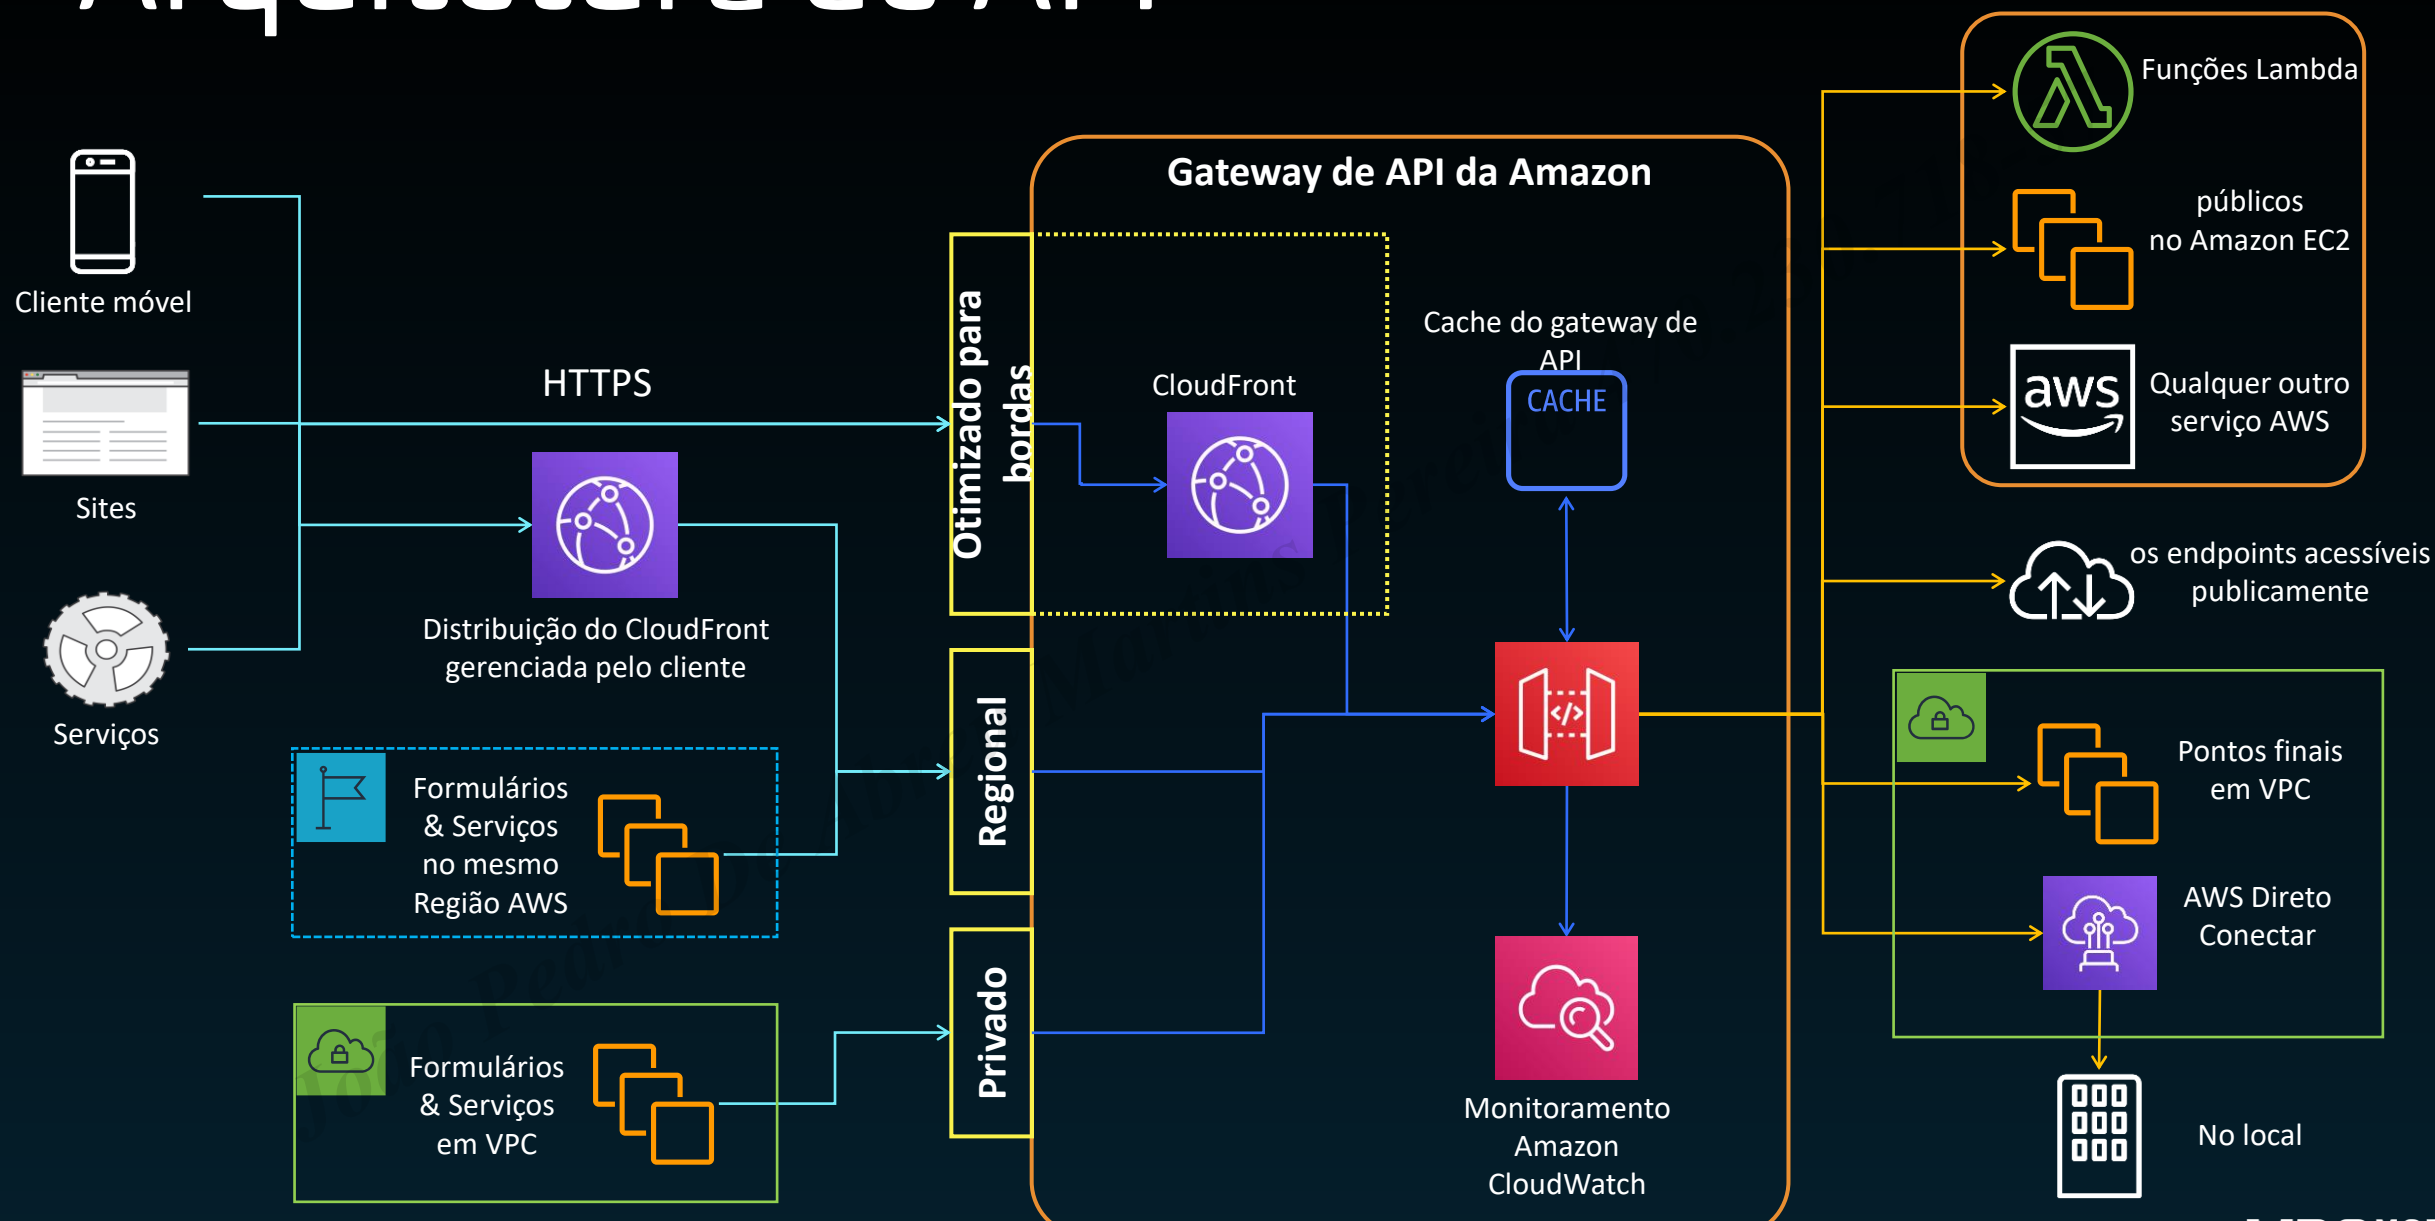 Arquitetura do API
Gateway de API da Amazon
Cliente móvel
Sites
Serviços
HTTPS
Distribuição do CloudFront
gerenciada pelo cliente
Formulários
& Serviços
no mesmo
Região AWS
Formulários
& Serviços
em VPC
Otimizado para
bordas
Regional
Privado
CloudFront
Cache do gateway de
API
CACHE
Monitoramento
Amazon
CloudWatch
Funções Lambda
públicos
no Amazon EC2
aws
Qualquer outro
serviço AWS
os endpoints acessíveis
publicamente
Pontos finais
em VPC
AWS Direto
Conectar
No local